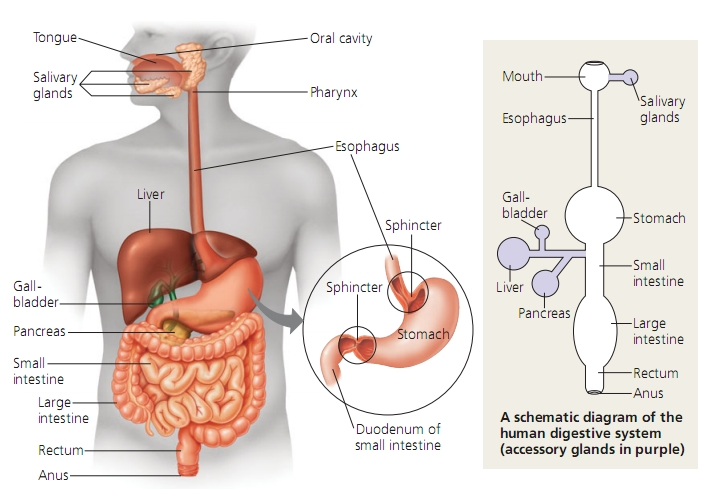 Tongue
Oral cavity
Salivary
glands
Pharynx
Esophagus
Liver
Sphincter
Gall-
bladder
Sphincter
Stomach
Pancreas
Small
intestine
Large
intestine
Duodenum of
small intestine
Rectum
Anus
Mouth
Salivary
glands
Esophagus
Gall-
bladder
Stomach
Liver
Small
intestine
Pancreas
Large
intestine
Rectum
Anus
A schematic diagram of the
human digestive system
(accessory glands in purple)